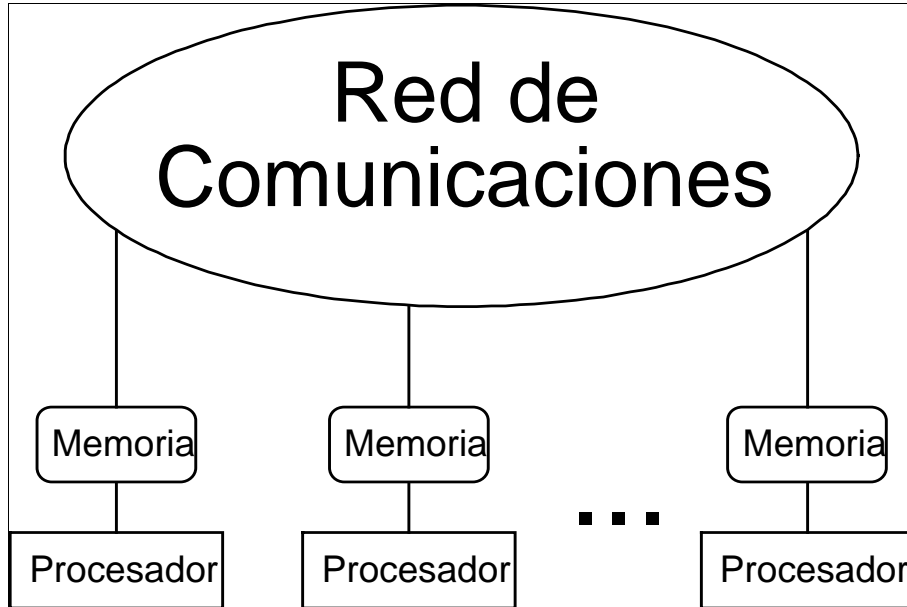 Red de
Comunicaciones
Memoria Memoria Memoria
Procesador Procesador Procesador